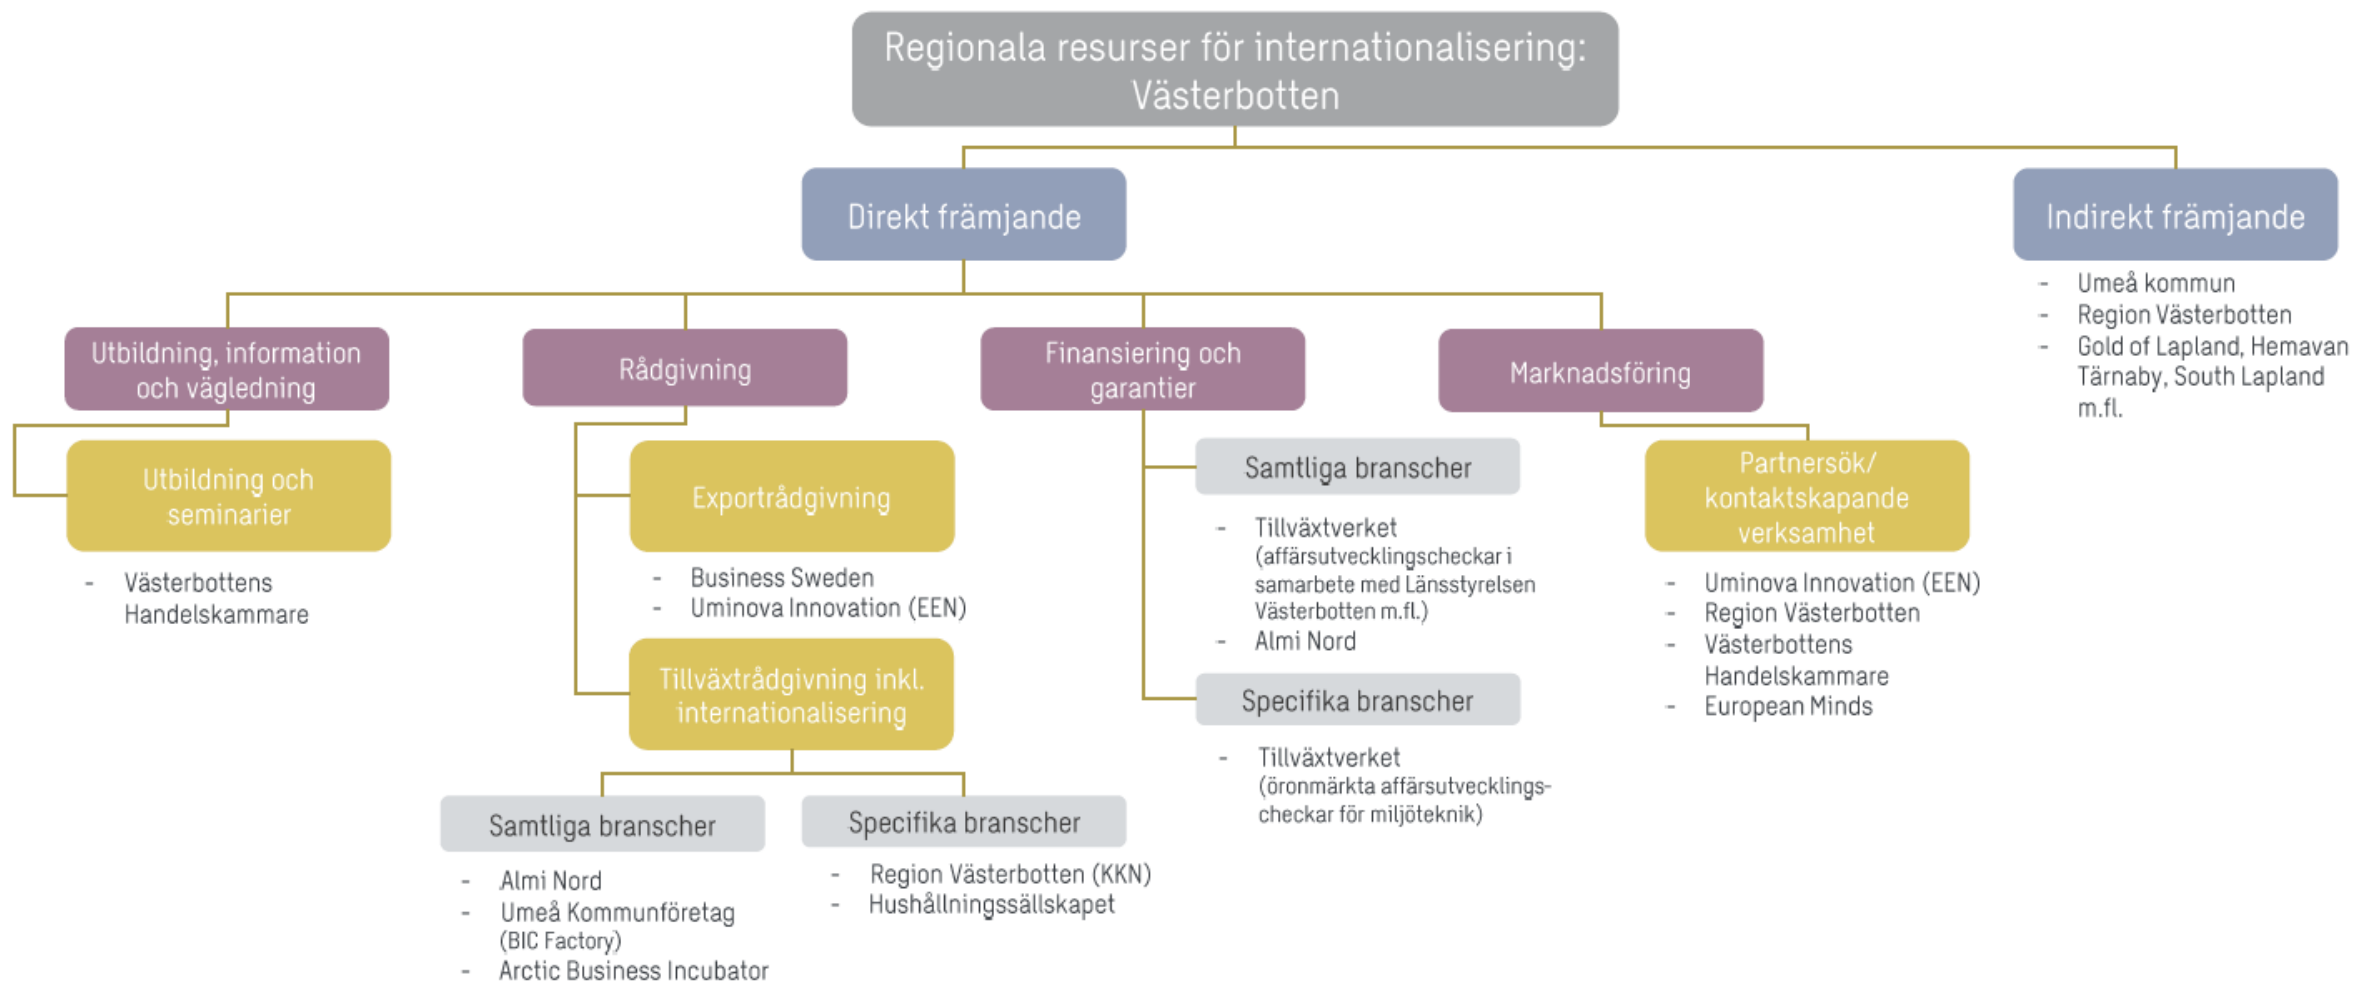 Regionala resurser för internationalisering:
Västerbotten
Direkt främjande
Indirekt främjande
- Umeå kommun
- Region Västerbotten
- Gold of Lapland, Hemavan
Tärnaby, South Lapland
m.fl.
Utbildning, information
och vägledning
Utbildning och
seminarier
- Västerbottens
Handelskammare
Rådgivning
Exportrådgivning
- Business Sweden
- Uminova Innovation (EEN)
Tillväxtrådgivning inkl.
internationalisering
Samtliga branscher
- Almi Nord
- Umeå Kommunföretag
(BIC Factory)
- Arctic Business Incubator
Specifika branscher
- Region Västerbotten (KKN)
- Hushållningssällskapet
Finansiering och
garantier
Samtliga branscher
- Tillväxtverket
(affärsutvecklingscheckar i
samarbete med Länsstyrelsen
Västerbotten m.fl.)
- Almi Nord
Specifika branscher
- Tillväxtverket
(öronmärkta affärsutvecklings-
checkar för miljöteknik)
Marknadsföring
Partnersök/
kontaktskapande
verksamhet
- Uminova Innovation (EEN)
- Region Västerbotten
- Västerbottens
Handelskammare
- European Minds